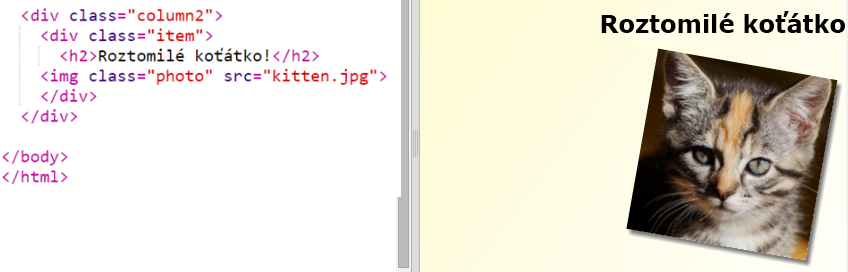 <div class="column2">
<div class="item">
<h2>Roztomilé koťátko!</h2>
<img class="photo" src="kitten.jpg">
</div>
</div>
</body>
</html>
Roztomilé koťátko